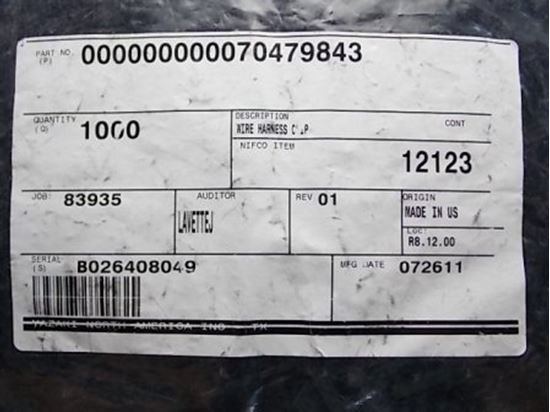 PART NO. (P) 000000000070479843
QUANTITY (Q) 1000
DESCRIPTION
WIRE HARNESS CONT
NIFCO ITEM
12123
JOB: 83935
AUDITOR
LAVETTEJ
REV 01
ORIGIN
MADE IN US
LOC:
R8.12.00
SERIAL (S) B026408049
MFG DATE 072611
YAZAKI NORTH AMERICA INC - TX